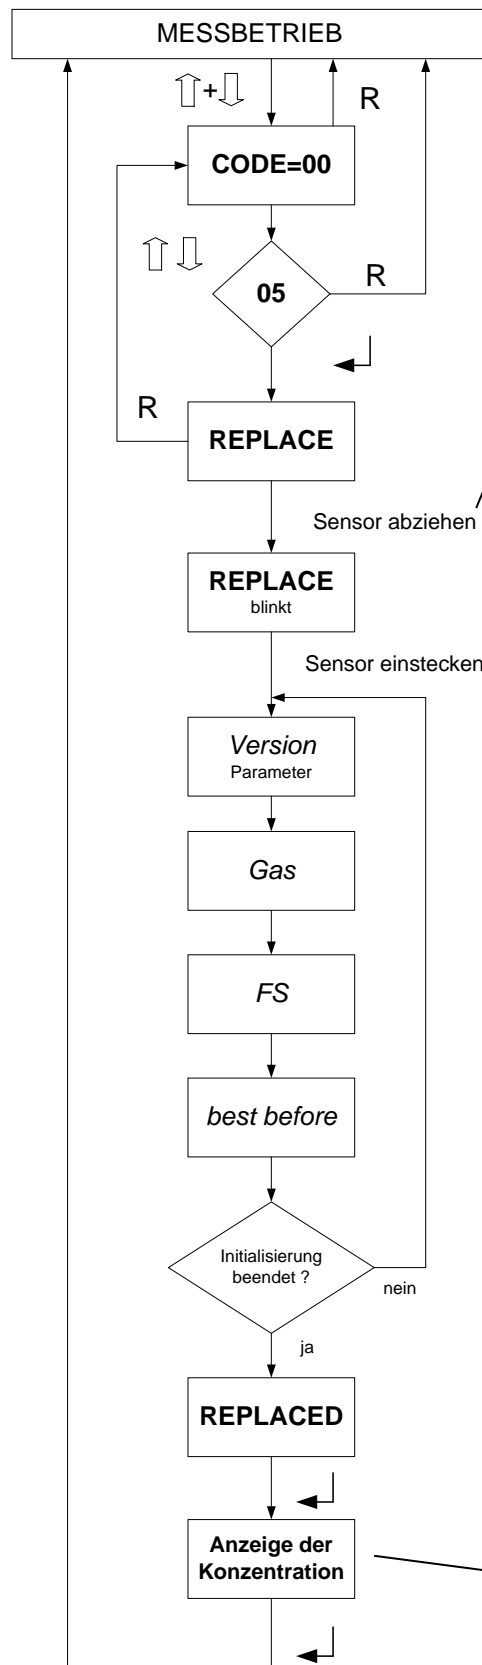 MESSBETRIEB
+
R
CODE=00
05
R
R
REPLACE
Sensor abziehen
REPLACE
blinkt
Sensor einstecken
Version
Parameter
Gas
FS
best before
Initialisierung
beendet ?
nein
ja
REPLACED
Anzeige der
Konzentration